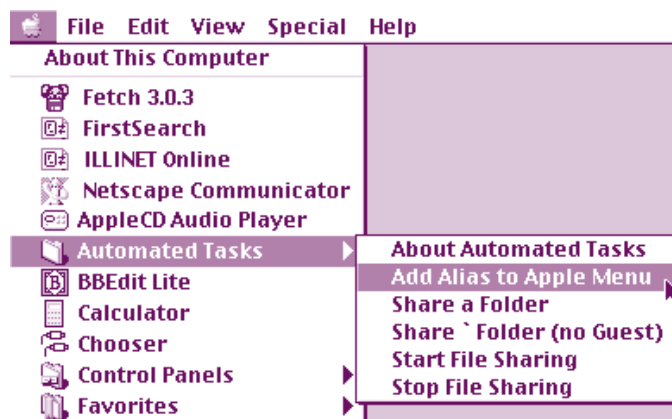 File Edit View Special Help
About This Computer
Fetch 3.0.3
FirstSearch
ILLINET Online
Netscape Communicator
AppleCD Audio Player
Automated Tasks
BBEdit Lite
Calculator
Chooser
Control Panels
Favorites
About Automated Tasks
Add Alias to Apple Menu
Share a Folder
Share ` Folder (no Guest)
Start File Sharing
Stop File Sharing